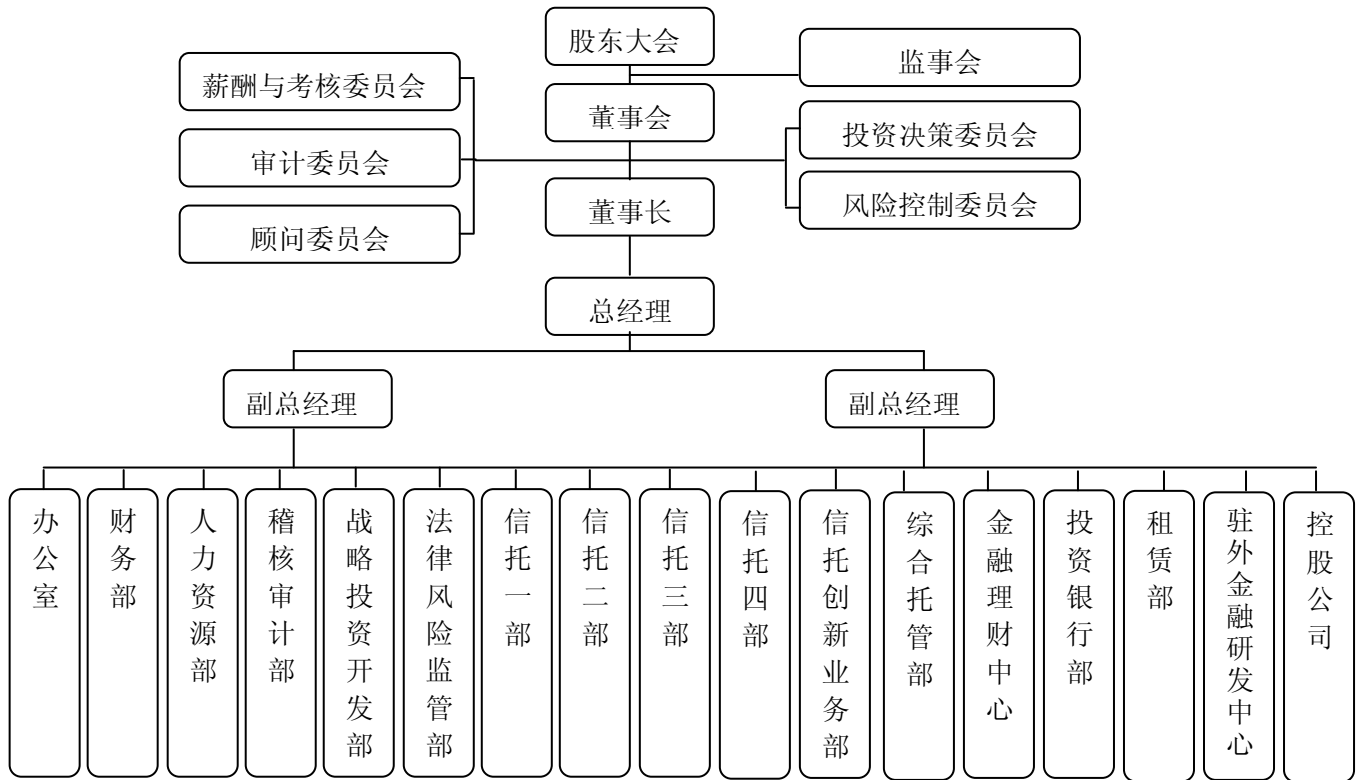 股东大会
监事会
薪酬与考核委员会
董事会
投资决策委员会
审计委员会
董事长
风险控制委员会
顾问委员会
总经理
副总经理
副总经理
办公室
财务部
人力资源部
稽核审计部
战略投资开发部
法律风险监管部
信托一部
信托二部
信托三部
信托四部
信托创新业务部
综合托管部
金融理财中心
投资银行部
租赁部
驻外金融研发中心
控股公司